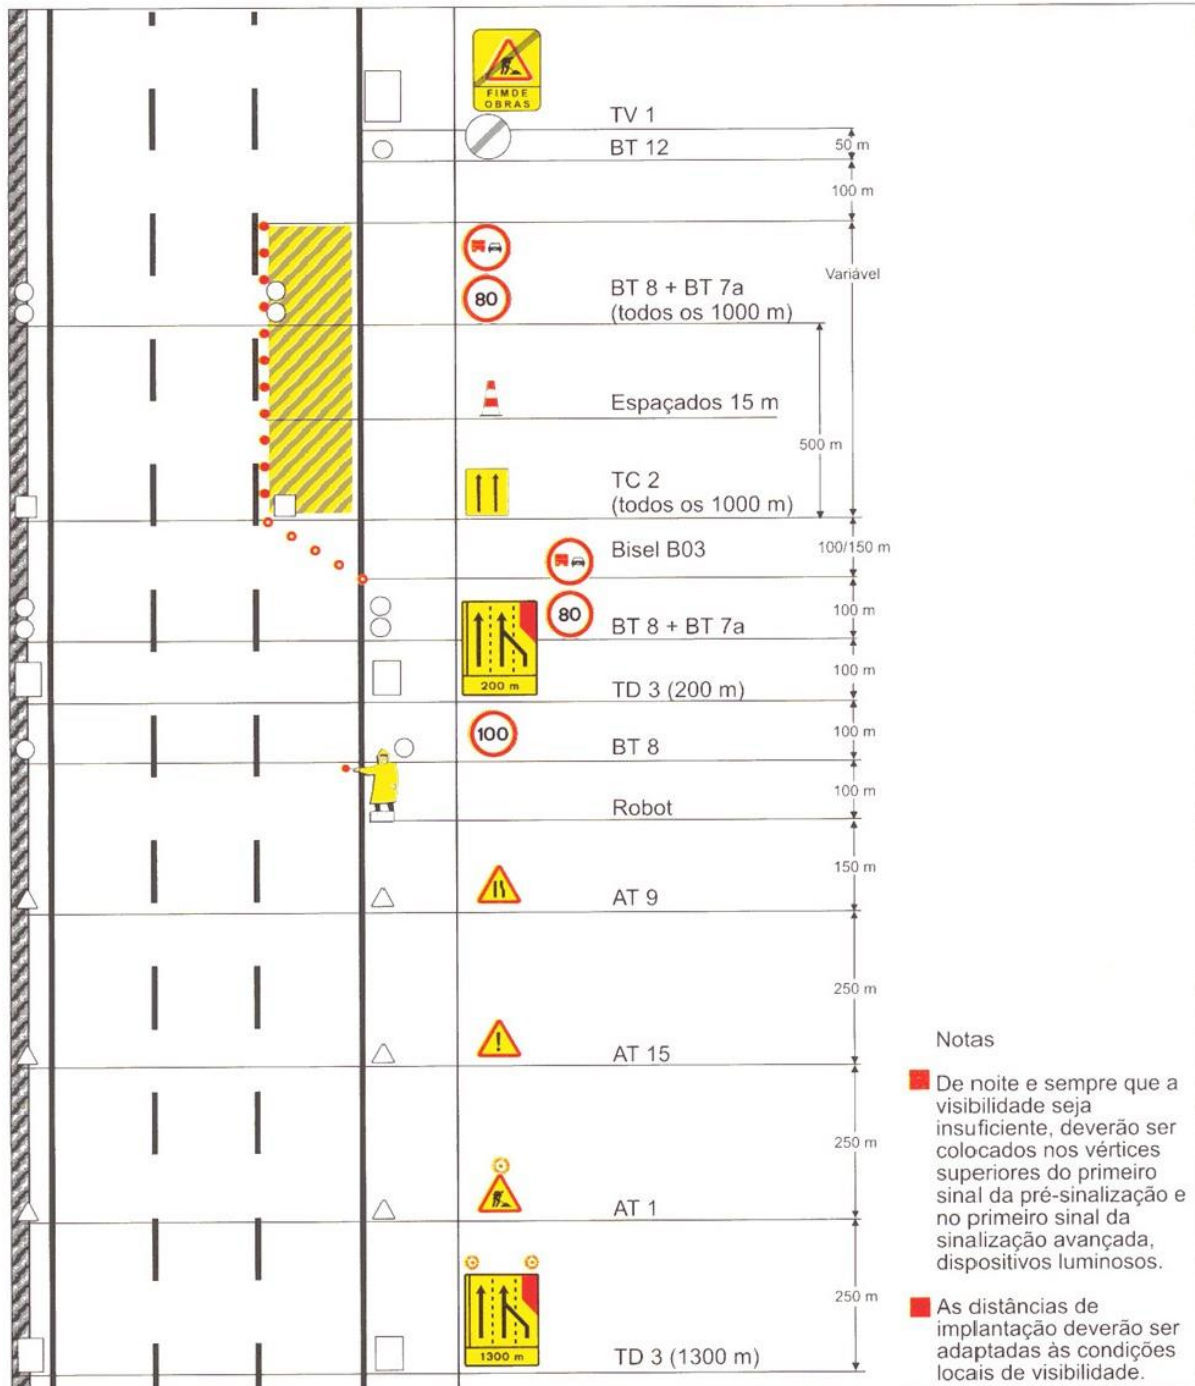 FIM DE
OBRAS
TV 1
BT 12
50 m
100 m
Variável
80
BT 8 + BT 7a
(todos os 1000 m)
Espaçados 15 m
500 m
TC 2
(todos os 1000 m)
Bisel B03
100/150 m
80
BT 8 + BT 7a
100 m
200 m
TD 3 (200 m)
100 m
100
BT 8
100 m
Robot
100 m
AT 9
150 m
250 m
AT 15
250 m
AT 1
250 m
1300 m
TD 3 (1300 m)
Notas
De noite e sempre que a
visibilidade seja
insuficiente, deverão ser
colocados nos vértices
superiores do primeiro
sinal da pré-sinalização e
no primeiro sinal da
sinalização avançada,
dispositivos luminosos.
As distâncias de
implantação deverão ser
adaptadas às condições
locais de visibilidade.